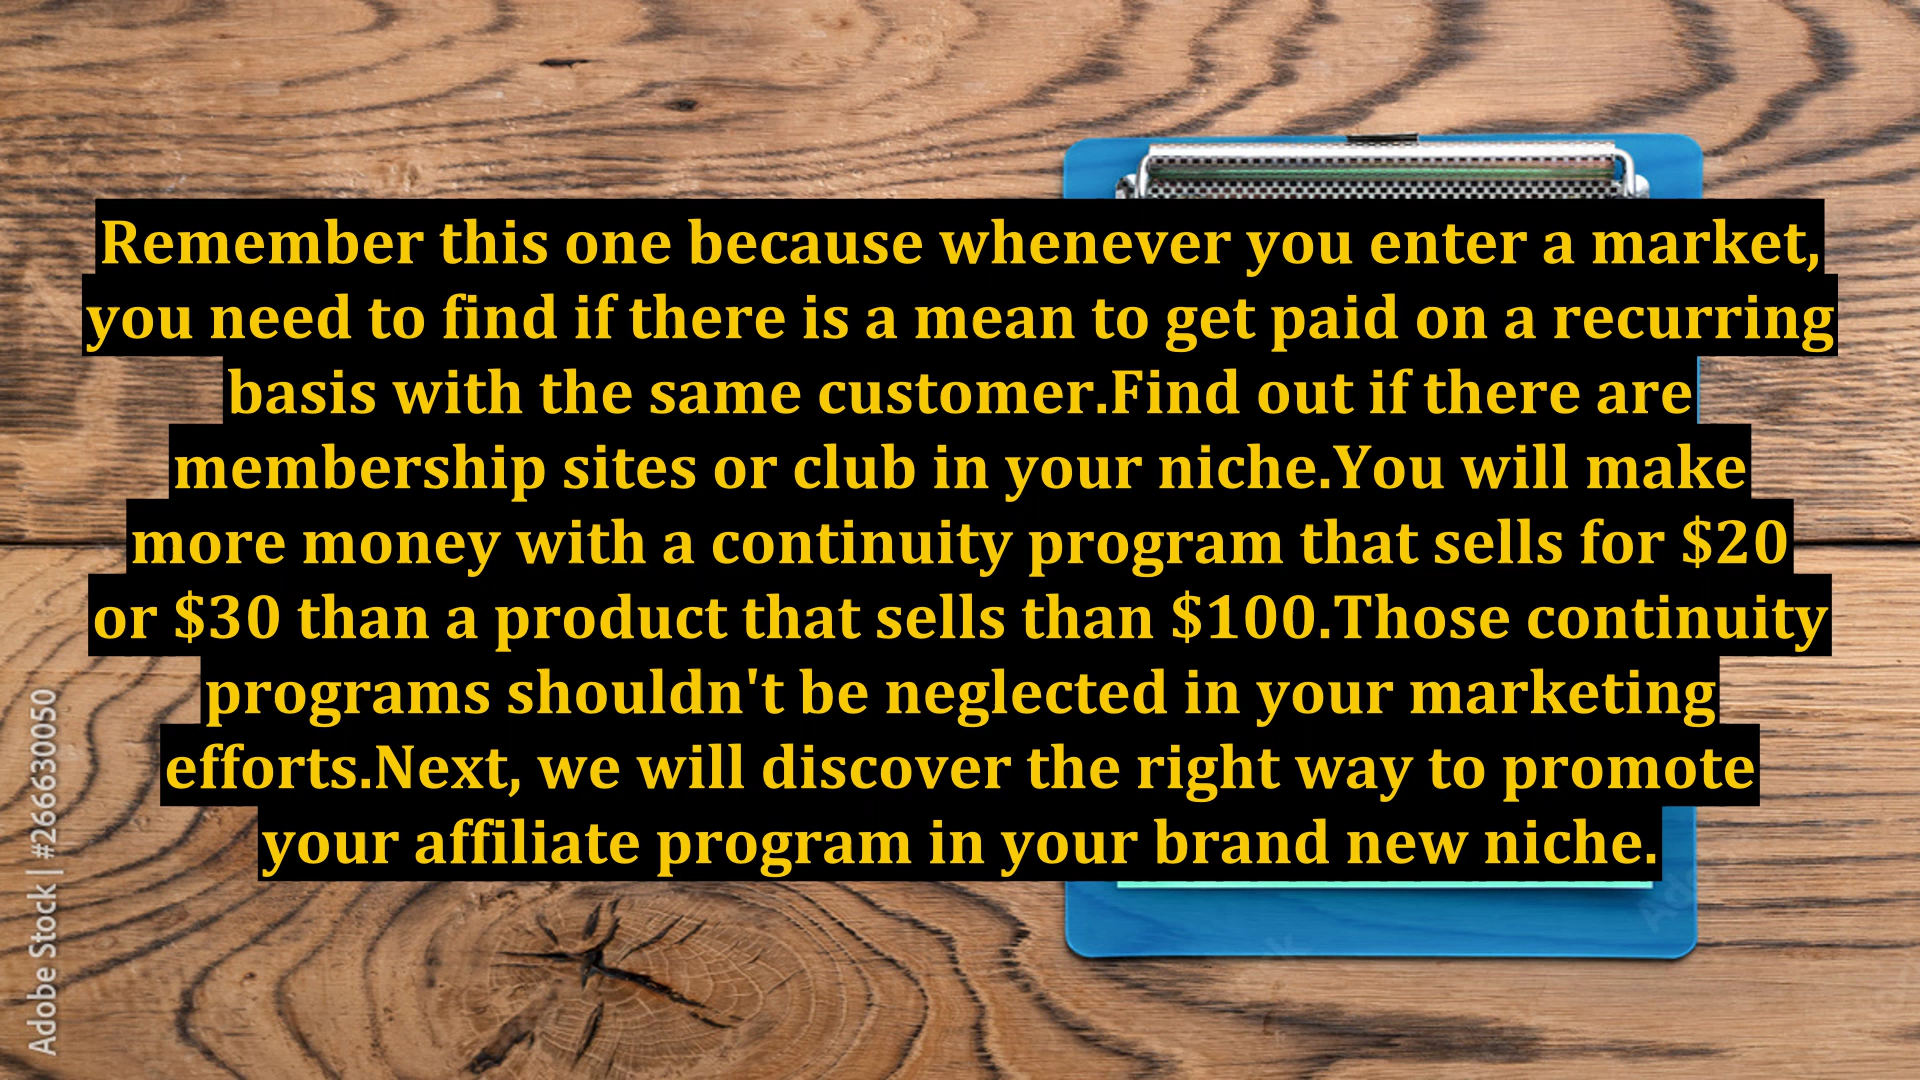 Remember this one because whenever you enter a market,
you need to find if there is a mean to get paid on a recurring
basis with the same customer.Find out if there are
membership sites or club in your niche.You will make
more money with a continuity program that sells for $20
or $30 than a product that sells than $100.Those continuity
programs shouldn't be neglected in your marketing
efforts.Next, we will discover the right way to promote
your affiliate program in your brand new niche.
Adobe Stock | #266630050